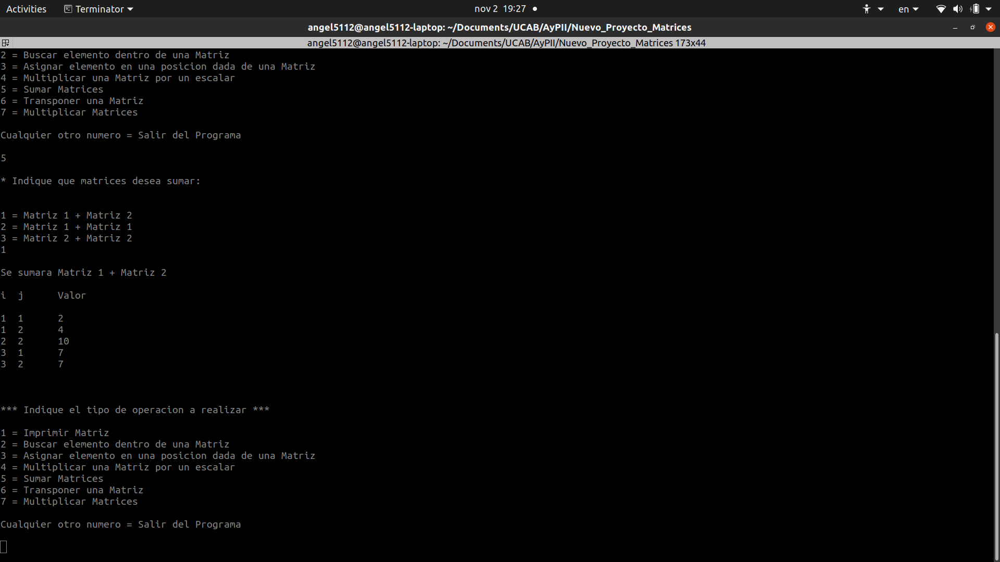 Activities Terminator nov 2 19:27 en
angel5112@angel5112-laptop: ~/Documents/UCAB/AyPII/Nuevo_Proyecto_Matrices
angel5112@angel5112-laptop: ~/Documents/UCAB/AyPII/Nuevo_Proyecto_Matrices 173x44
2 = Buscar elemento dentro de una Matriz
3 = Asignar elemento en una posicion dada de una Matriz
4 = Multiplicar una Matriz por un escalar
5 = Sumar Matrices
6 = Transponer una Matriz
7 = Multiplicar Matrices
Cualquier otro numero = Salir del Programa
5
* Indique que matrices desea sumar:
1 = Matriz 1 + Matriz 2
2 = Matriz 1 + Matriz 1
3 = Matriz 2 + Matriz 2
1
Se sumara Matriz 1 + Matriz 2
i j Valor
1 1 2
1 2 4
2 2 10
3 1 7
3 2 7
*** Indique el tipo de operacion a realizar ***
1 = Imprimir Matriz
2 = Buscar elemento dentro de una Matriz
3 = Asignar elemento en una posicion dada de una Matriz
4 = Multiplicar una Matriz por un escalar
5 = Sumar Matrices
6 = Transponer una Matriz
7 = Multiplicar Matrices
Cualquier otro numero = Salir del Programa